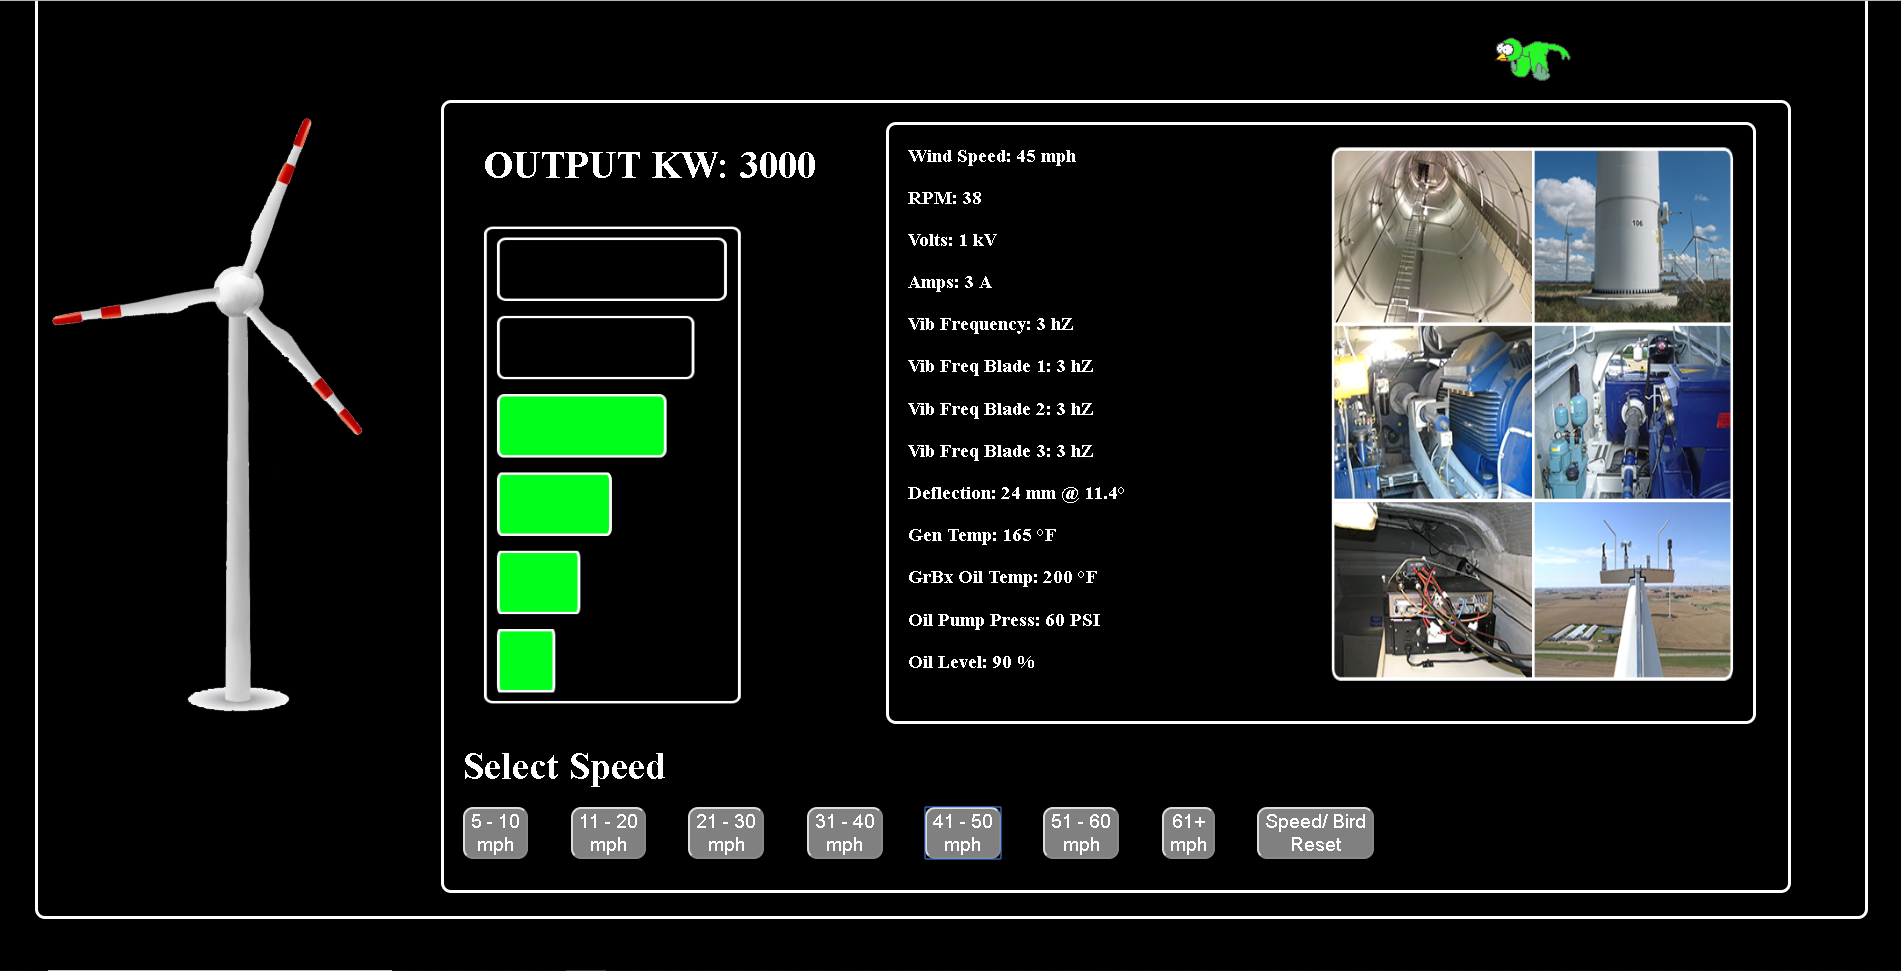 OUTPUT KW: 3000
Wind Speed: 45 mph
RPM: 38
Volts: 1 kV
Amps: 3 A
Vib Frequency: 3 hZ
Vib Freq Blade 1: 3 hZ
Vib Freq Blade 2: 3 hZ
Vib Freq Blade 3: 3 hZ
Deflection: 24 mm @ 11.4°
Gen Temp: 165 °F
GrBx Oil Temp: 200 °F
Oil Pump Press: 60 PSI
Oil Level: 90 %
106
Select Speed
5 - 10
mph
11 - 20
mph
21 - 30
mph
31 - 40
mph
41 - 50
mph
51 - 60
mph
61+
mph
Speed/ Bird
Reset